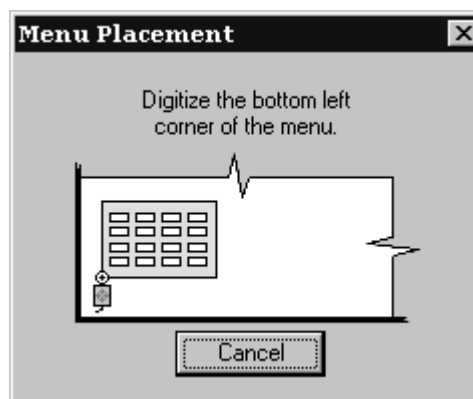 Menu Placement
Digitize the bottom left
corner of the menu.
Cancel